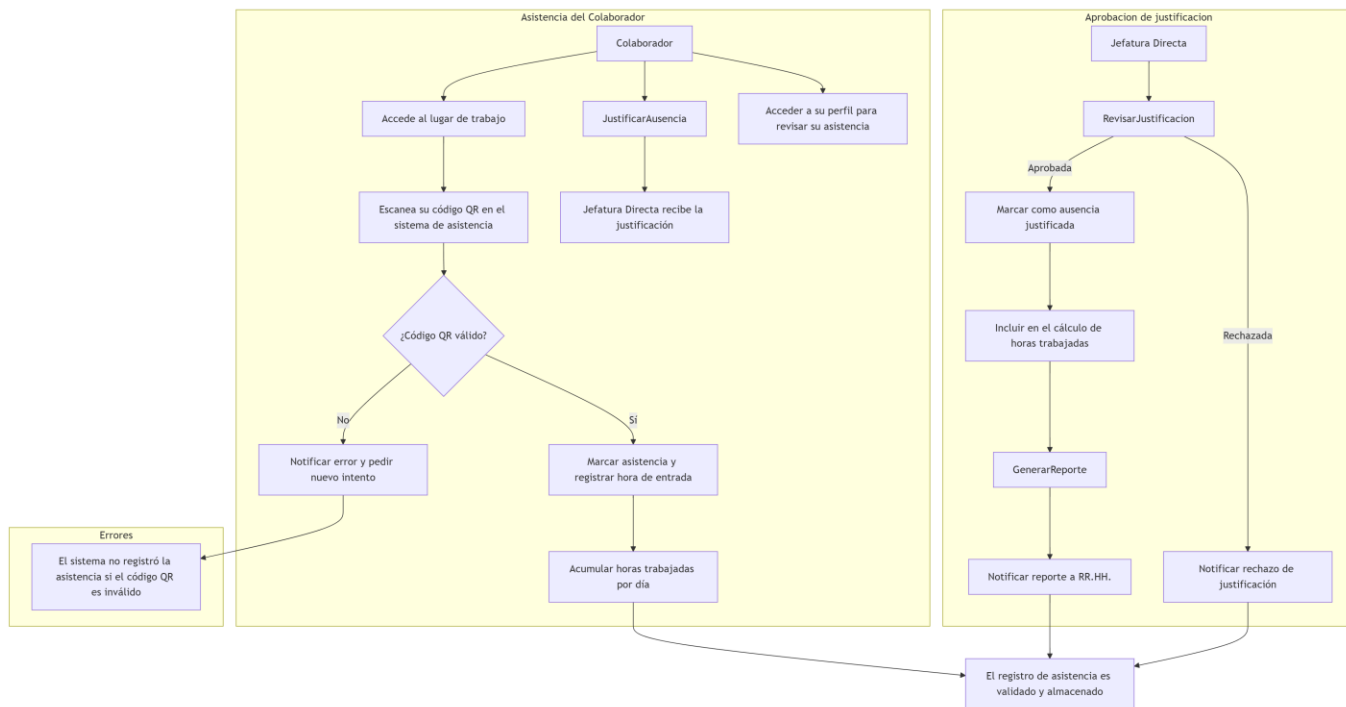 Asistencia del Colaborador
Colaborador
Accede al lugar de trabajo
JustificarAusencia
Acceder a su perfil para
revisar su asistencia
Escanea su código QR en el
sistema de asistencia
Jefatura Directa recibe la
justificación
¿Código QR válido?
No
Sí
Notificar error y pedir
nuevo intento
Marcar asistencia y
registrar hora de entrada
Acumular horas trabajadas
por día
Errores
El sistema no registró la
asistencia si el código QR
es inválido
Aprobacion de justificacion
Jefatura Directa
RevisarJustificacion
Aprobada
Marcar como ausencia
justificada
Incluir en el cálculo de
horas trabajadas
Rechazada
GenerarReporte
Notificar reporte a RR.HH.
Notificar rechazo de
justificación
El registro de asistencia es
validado y almacenado